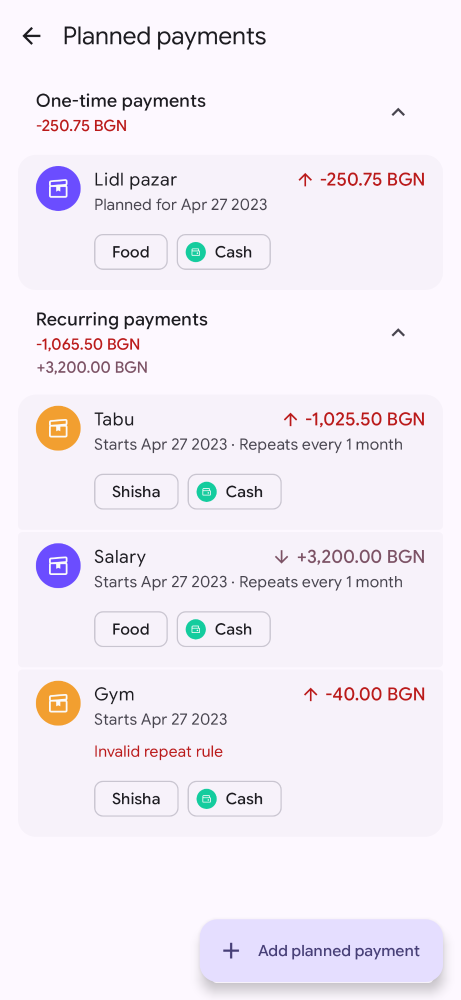 Planned payments
One-time payments
-250.75 BGN
Lidl pazar
-250.75 BGN
Planned for Apr 27 2023
Food
Cash
Recurring payments
-1,065.50 BGN
+3,200.00 BGN
Tabu
-1,025.50 BGN
Starts Apr 27 2023 · Repeats every 1 month
Shisha
Cash
Salary
+3,200.00 BGN
Starts Apr 27 2023 · Repeats every 1 month
Food
Cash
Gym
-40.00 BGN
Starts Apr 27 2023
Invalid repeat rule
Shisha
Cash
Add planned payment